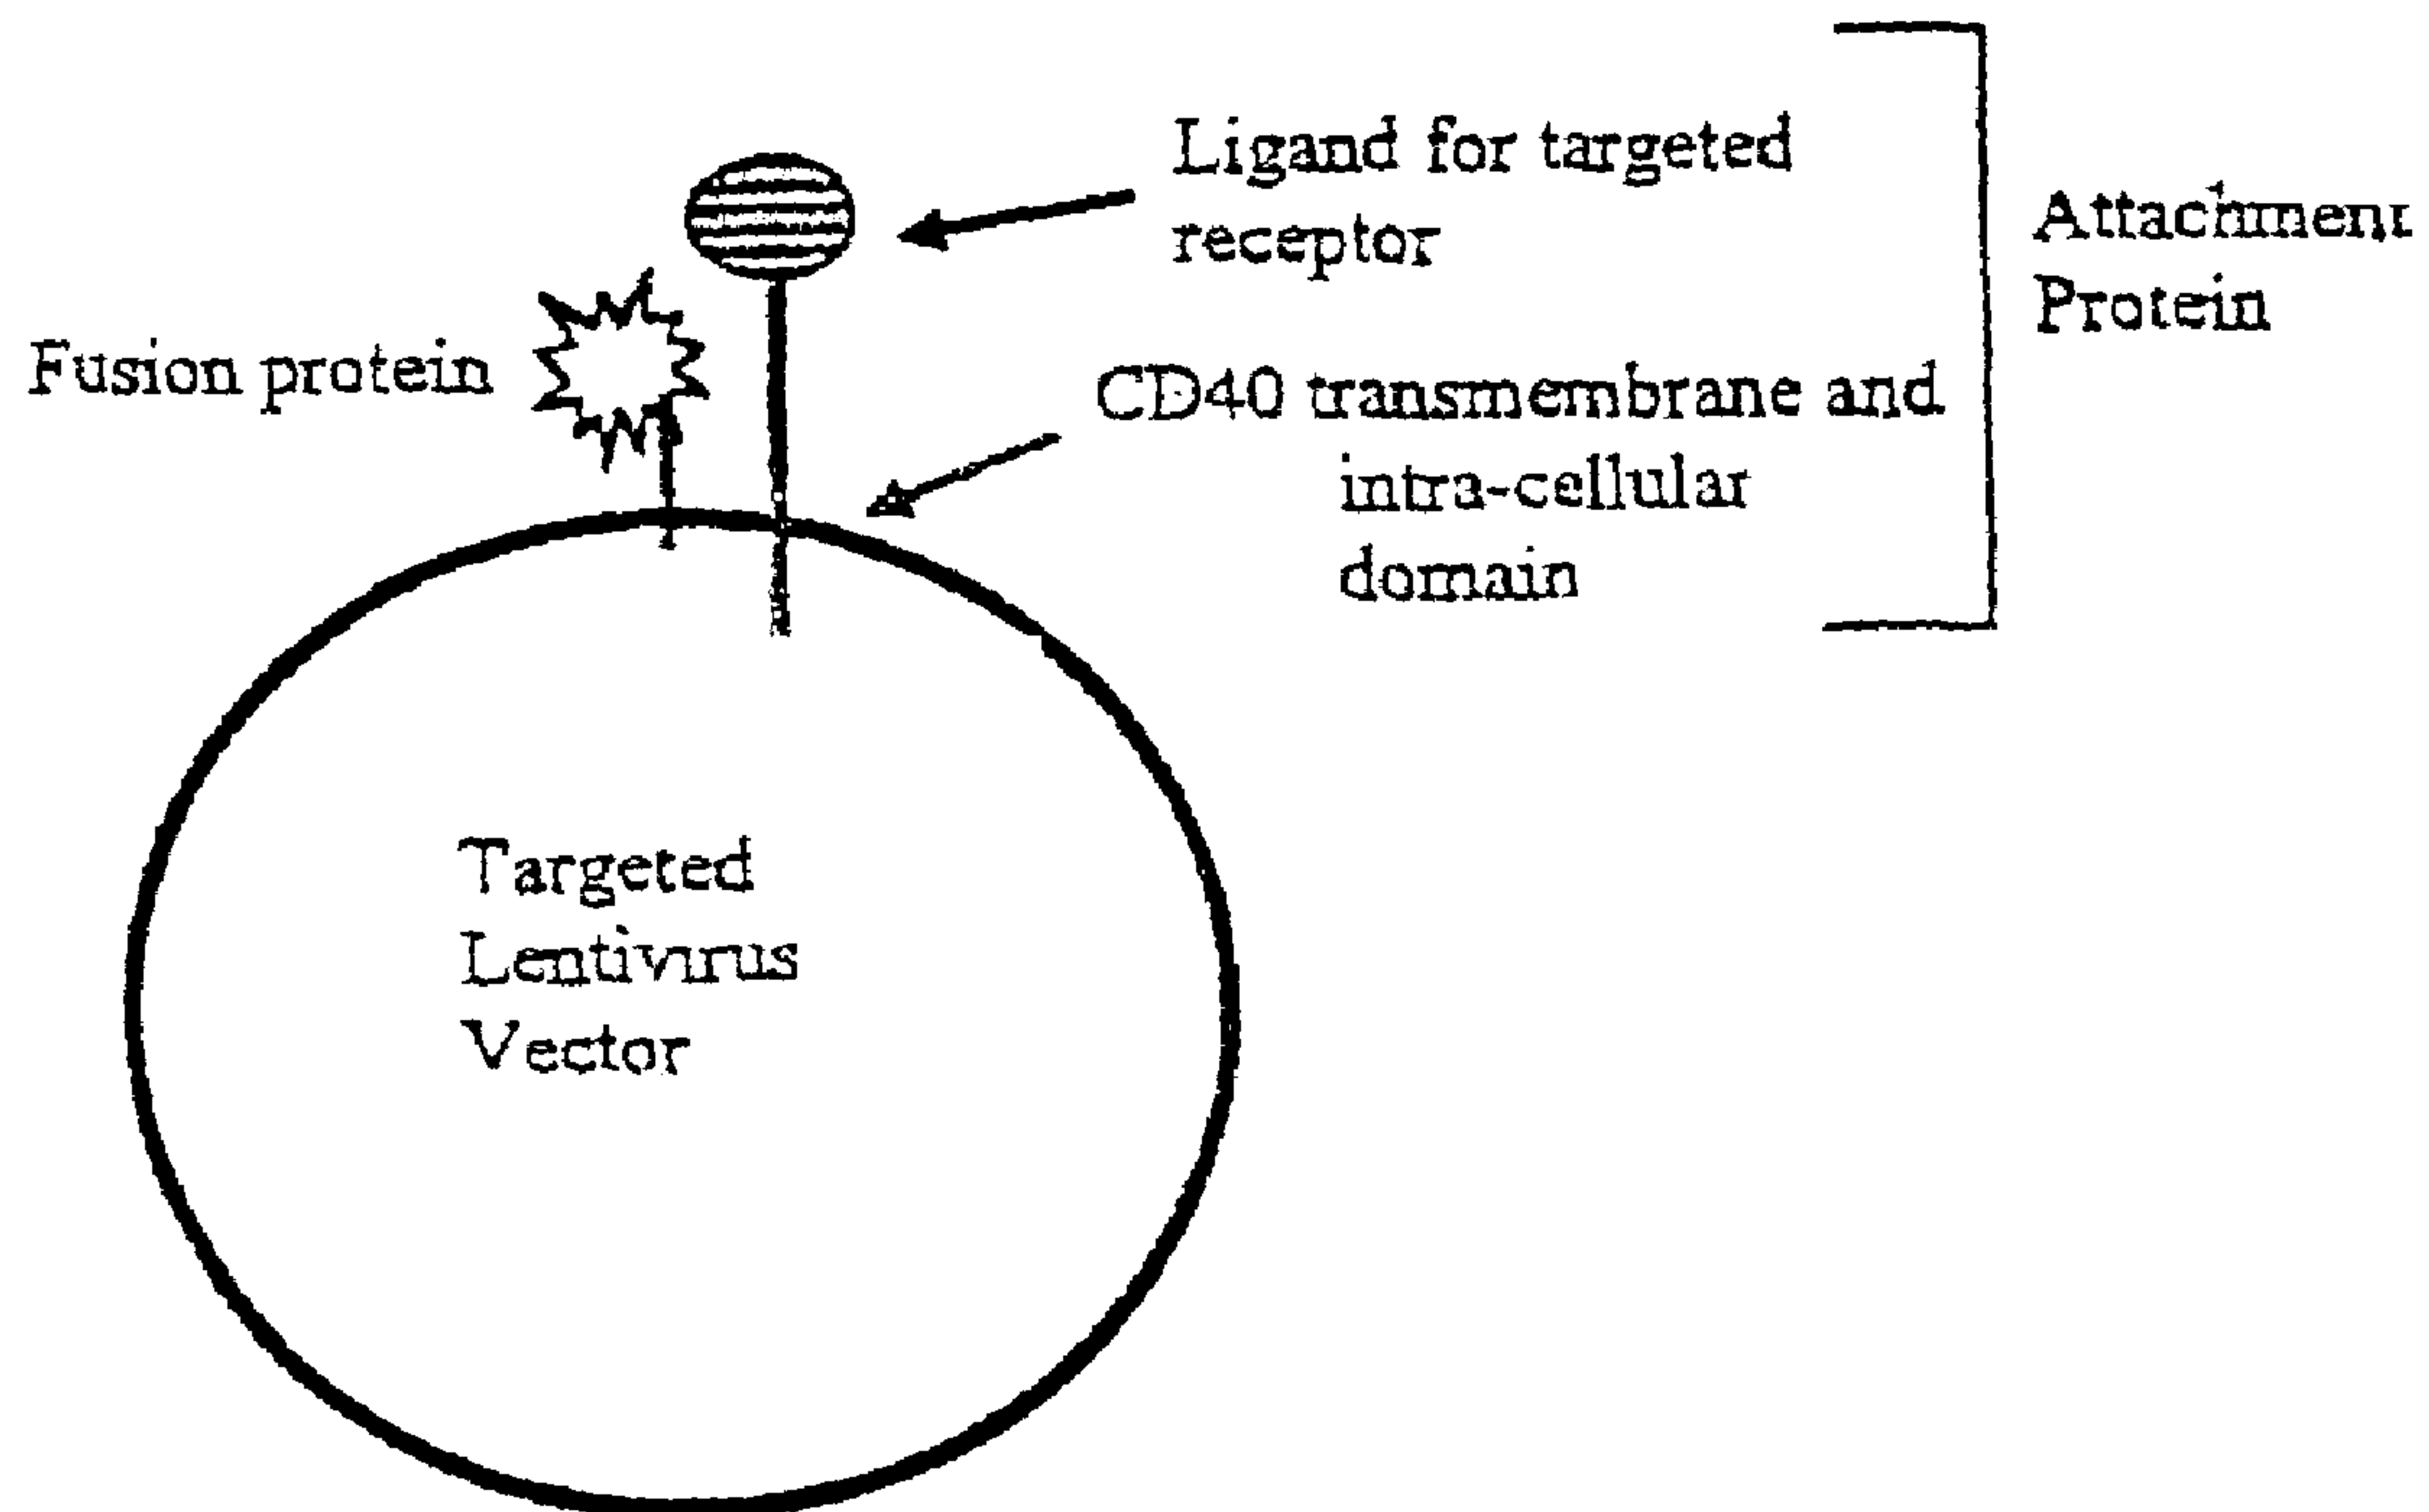 Ligand for targeted
receptor
Attachment
Protein
Fusion protein
CD40 transmembrane and
intra-cellular
domain
Targeted
Lentivirus
Vector